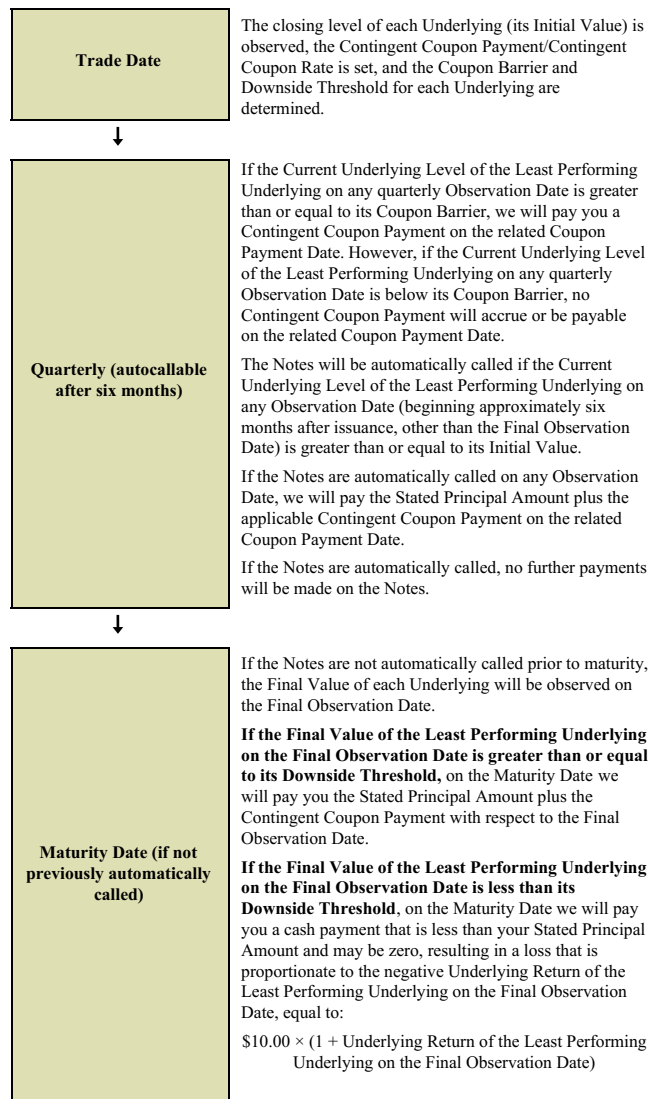 Trade Date
The closing level of each Underlying (its Initial Value) is
observed, the Contingent Coupon Payment/Contingent
Coupon Rate is set, and the Coupon Barrier and
Downside Threshold for each Underlying are
determined.
Quarterly (autocallable
after six months)
If the Current Underlying Level of the Least Performing
Underlying on any quarterly Observation Date is greater
than or equal to its Coupon Barrier, we will pay you a
Contingent Coupon Payment on the related Coupon
Payment Date. However, if the Current Underlying Level
of the Least Performing Underlying on any quarterly
Observation Date is below its Coupon Barrier, no
Contingent Coupon Payment will accrue or be payable
on the related Coupon Payment Date.
The Notes will be automatically called if the Current
Underlying Level of the Least Performing Underlying on
any Observation Date (beginning approximately six
months after issuance, other than the Final Observation
Date) is greater than or equal to its Initial Value.
If the Notes are automatically called on any Observation
Date, we will pay the Stated Principal Amount plus the
applicable Contingent Coupon Payment on the related
Coupon Payment Date.
If the Notes are automatically called, no further payments
will be made on the Notes.
Maturity Date (if not
previously automatically
called)
If the Notes are not automatically called prior to maturity,
the Final Value of each Underlying will be observed on
the Final Observation Date.
If the Final Value of the Least Performing Underlying
on the Final Observation Date is greater than or equal
to its Downside Threshold, on the Maturity Date we
will pay you the Stated Principal Amount plus the
Contingent Coupon Payment with respect to the Final
Observation Date.
If the Final Value of the Least Performing Underlying
on the Final Observation Date is less than its
Downside Threshold, on the Maturity Date we will pay
you a cash payment that is less than your Stated Principal
Amount and may be zero, resulting in a loss that is
proportionate to the negative Underlying Return of the
Least Performing Underlying on the Final Observation
Date, equal to:
$10.00 × (1 + Underlying Return of the Least Performing
Underlying on the Final Observation Date)